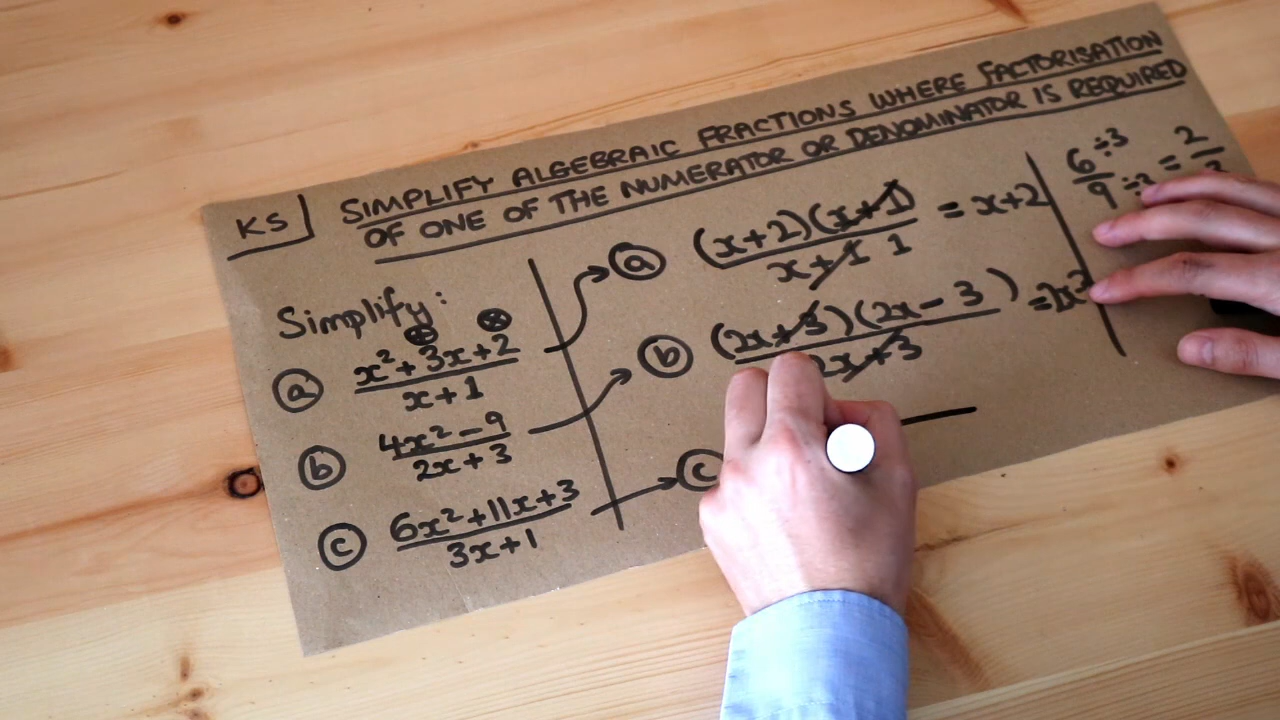 KS
SIMPLIFY ALGEBRAIC FRACTIONS WHERE FACTORISATION
OF ONE OF THE NUMERATOR OR DENOMINATOR IS REQUIRED
Simplify:
⊕ ⊗
(a) x² + 3x + 2
x + 1
(b) 4x² - 9
2x + 3
(c) 6x² + 11x + 3
3x + 1
(a) (x+2)(x+1) = x+2
x+1 1
(b) (2x+3)(2x-3)
2x+3
(c)
6 ÷3 = 2
9 ÷3